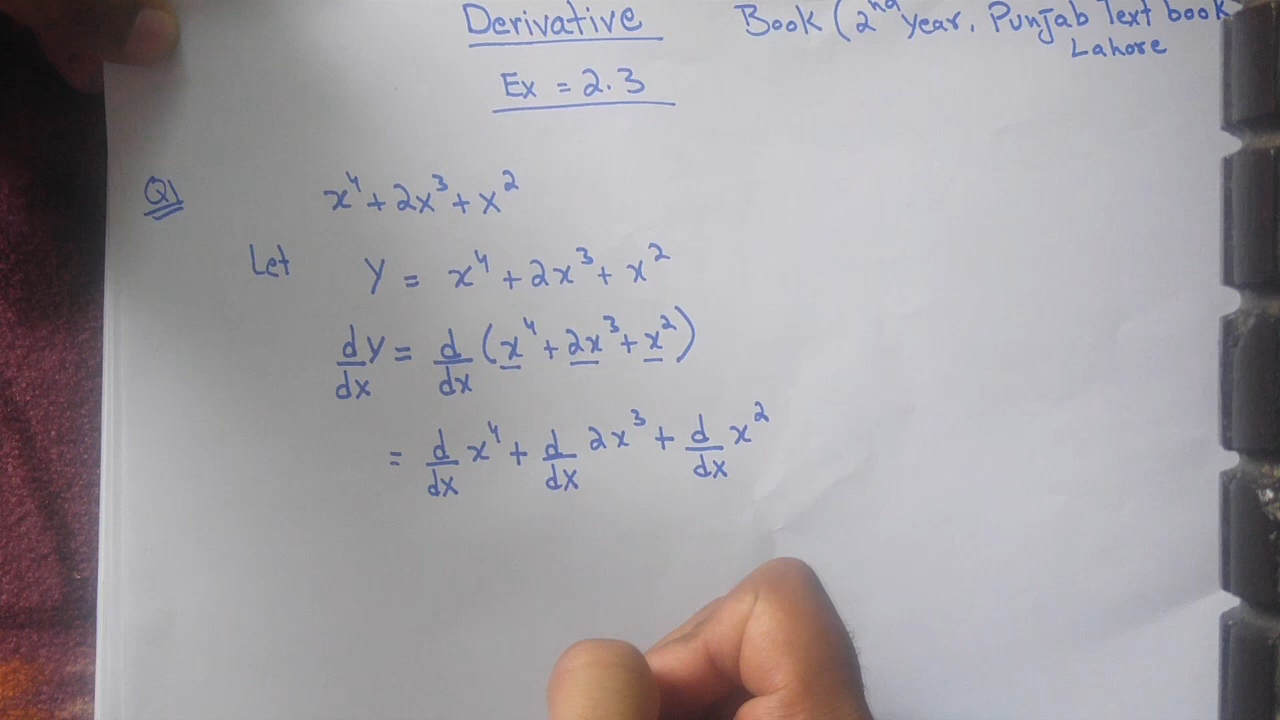 Derivative Book (2nd year, Punjab Text book
Lahore
Ex = 2.3
Q1 x⁴ + 2x³ + x²
Let y = x⁴ + 2x³ + x²
d/dx y = d/dx (x⁴ + 2x³ + x²)
= d/dx x⁴ + d/dx 2x³ + d/dx x²